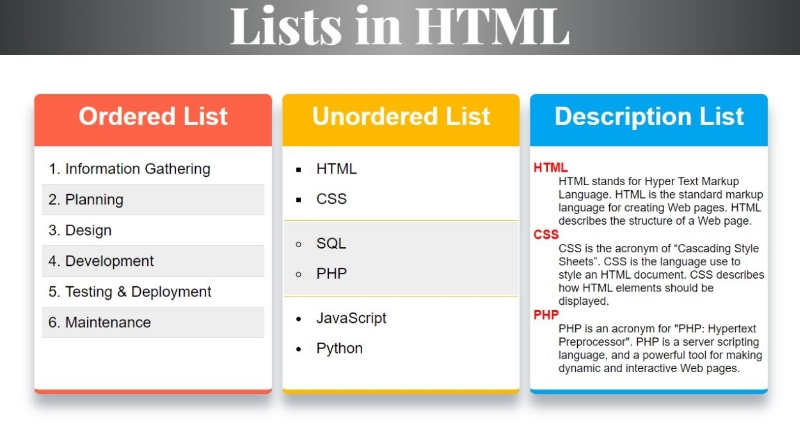 Lists in HTML
Ordered List
1. Information Gathering
2. Planning
3. Design
4. Development
5. Testing & Deployment
6. Maintenance
Unordered List
▪ HTML
▪ CSS
○ SQL
○ PHP
• JavaScript
• Python
Description List
HTML
HTML stands for Hyper Text Markup
Language. HTML is the standard markup
language for creating Web pages. HTML
describes the structure of a Web page.
CSS
CSS is the acronym of “Cascading Style
Sheets”. CSS is the language use to
style an HTML document. CSS describes
how HTML elements should be
displayed.
PHP
PHP is an acronym for "PHP: Hypertext
Preprocessor". PHP is a server scripting
language, and a powerful tool for making
dynamic and interactive Web pages.